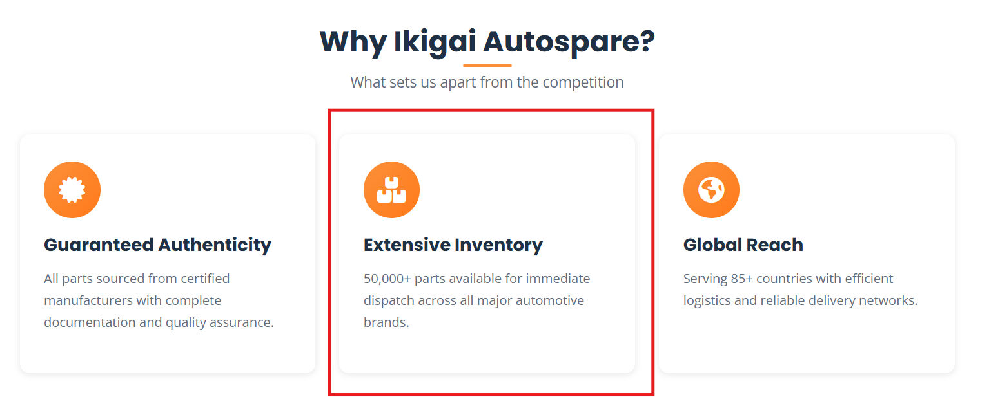 Why Ikigai Autospare?
What sets us apart from the competition
Guaranteed Authenticity
All parts sourced from certified
manufacturers with complete
documentation and quality assurance.
Extensive Inventory
50,000+ parts available for immediate
dispatch across all major automotive
brands.
Global Reach
Serving 85+ countries with efficient
logistics and reliable delivery networks.